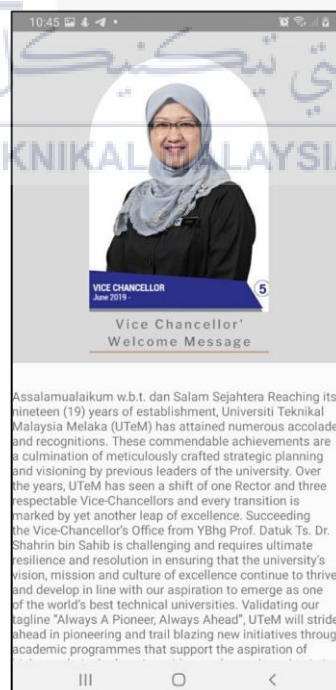 10:45
تي تيكنيك
KNIKAL MALAYSI
VICE CHANCELLOR
June 2019 -
5
Vice Chancellor'
Welcome Message
Assalamualaikum w.b.t. dan Salam Sejahtera Reaching its
nineteen (19) years of establishment, Universiti Teknikal
Malaysia Melaka (UTeM) has attained numerous accolade
and recognitions. These commendable achievements are
a culmination of meticulously crafted strategic planning
and visioning by previous leaders of the university. Over
the years, UTeM has seen a shift of one Rector and three
respectable Vice-Chancellors and every transition is
marked by yet another leap of excellence. Succeeding
the Vice-Chancellor's Office from YBhg Prof. Datuk Ts. Dr.
Shahrin bin Sahib is challenging and requires ultimate
resilience and resolution in ensuring that the university's
vision, mission and culture of excellence continue to thrive
and develop in line with our aspiration to emerge as one
of the world's best technical universities. Validating our
tagline "Always A Pioneer, Always Ahead", UTeM will stride
ahead in pioneering and trail blazing new initiatives throug
academic programmes that support the aspiration of